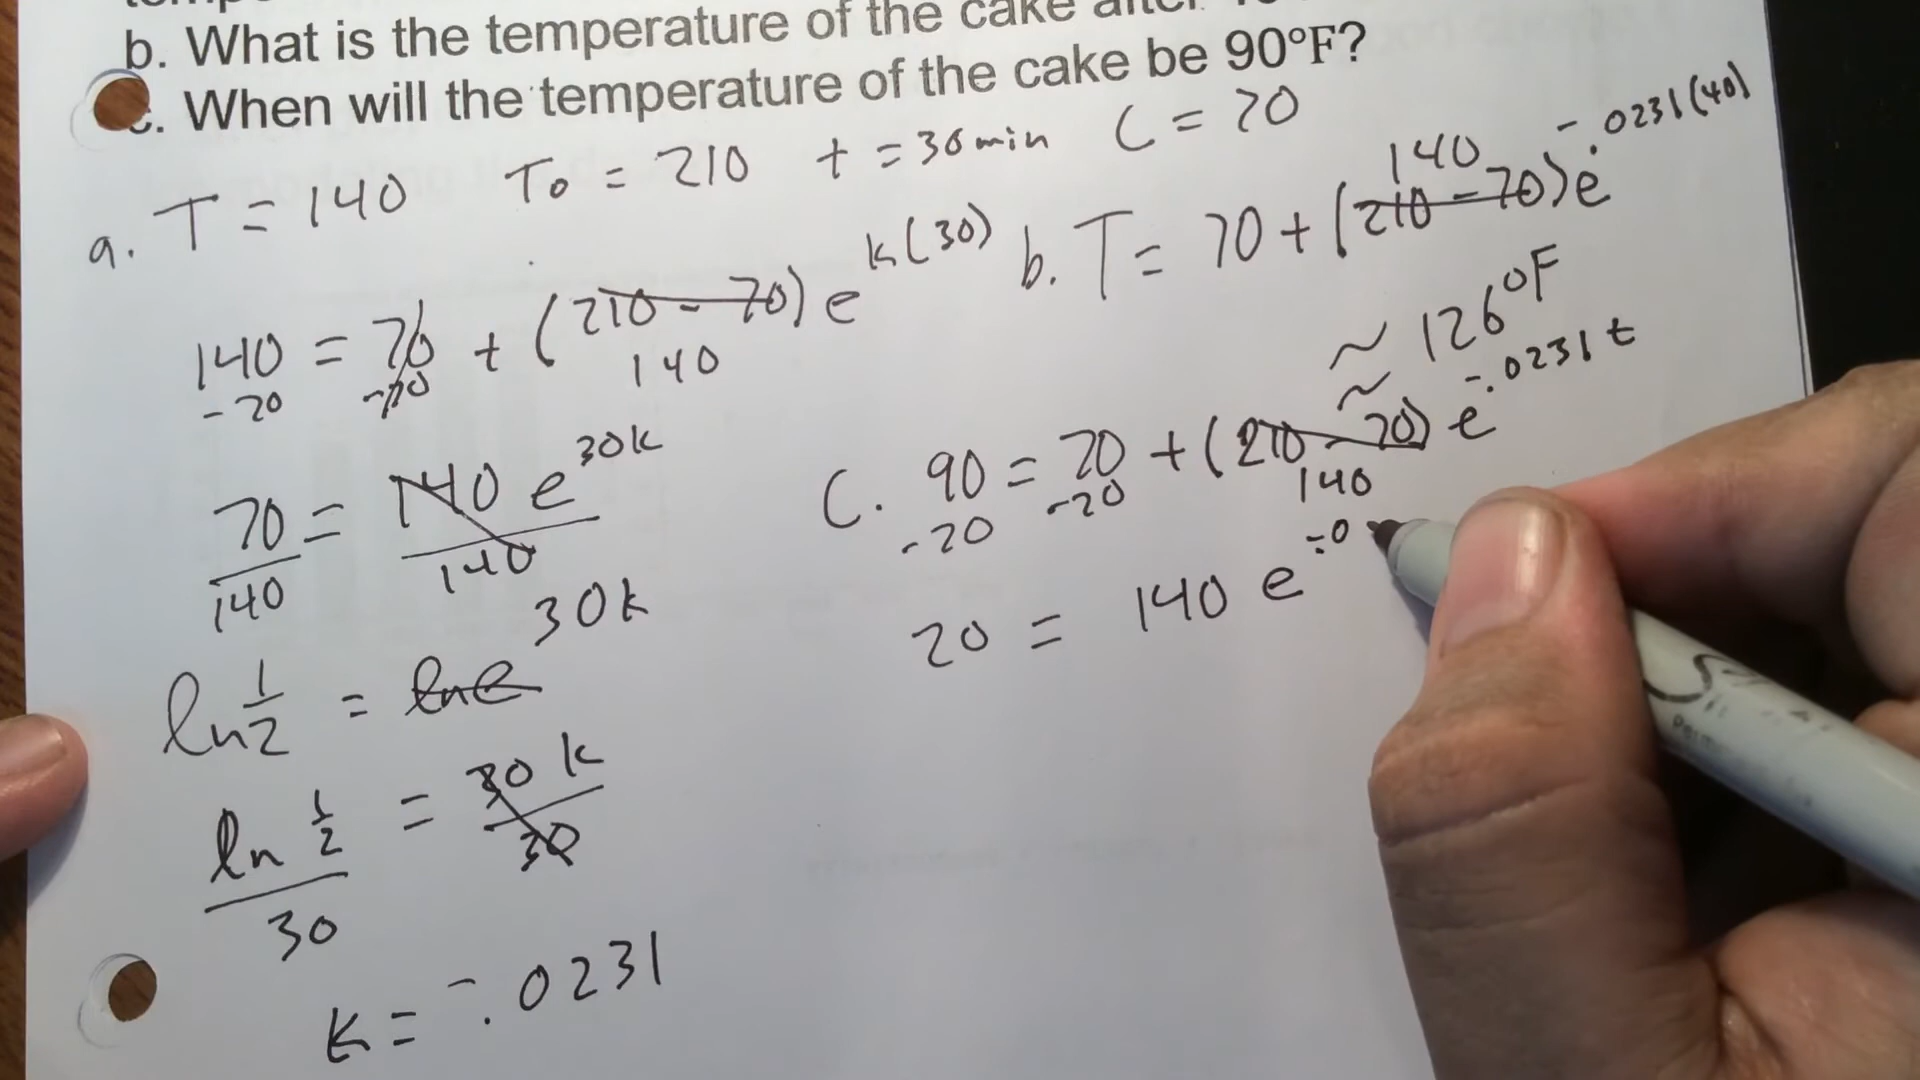 b. What is the temperature of the cake after
c. When will the temperature of the cake be 90°F?
a. T = 140 To = 210 t = 30min C = 70
140 = 70 + (210 - 70) e^k(30)
-70 -70 140
70 = 140 e^30k
140 140
ln 1/2 = ln e^30k
ln 1/2 = 30 k
30 30
k = -.0231
b. T = 70 + (210 - 70) e^-.0231(40)
140
≈ 126°F
C. 90 = 70 + (210 - 70) e^-.0231 t
-70 -70 140
20 = 140 e^-.0